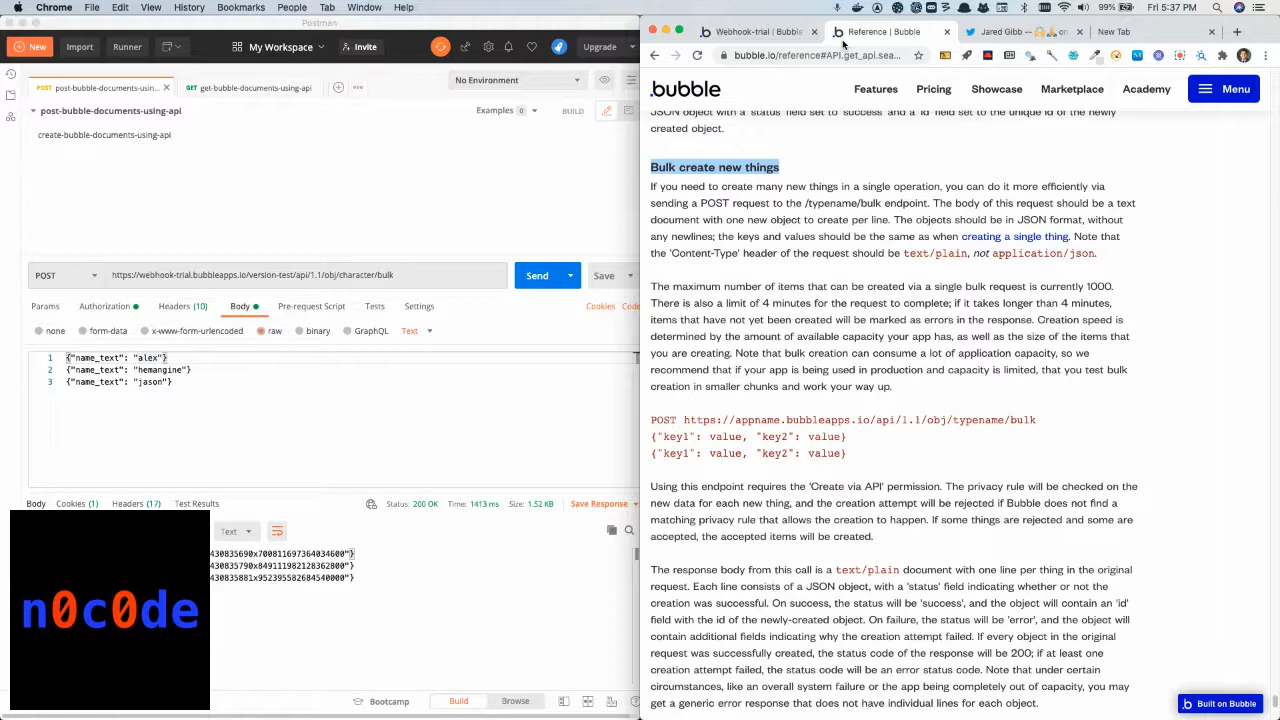 Chrome File Edit View History Bookmarks People Tab Window Help
99% Fri 5:37 PM
Postman
New Import Runner My Workspace Invite Upgrade
post-bubble-documents-usin... GET get-bubble-documents-using-api
No Environment
post-bubble-documents-using-api
Examples 0 BUILD
create-bubble-documents-using-api
POST https://webhook-trial.bubbleapps.io/version-test/api/1.1/obj/character/bulk Send Save
Params Authorization Headers (10) Body Pre-request Script Tests Settings Cookies Code
none form-data x-www-form-urlencoded raw binary GraphQL Text
1 {"name_text": "alex"}
2 {"name_text": "hemangine"}
3 {"name_text": "jason"}
Body Cookies (1) Headers (17) Test Results Status: 200 OK Time: 1413 ms Size: 1.52 KB Save Response
Text
430835690x700811697364034600"}
430835790x849111982128362800"}
430835881x952395582684540000"}
n0c0de
Bootcamp Build Browse
Webhook-trial | Bubble Reference | Bubble Jared Gibb — on New Tab
bubble.io/reference#API.get_api.sea...
.bubble Features Pricing Showcase Marketplace Academy Menu
JSON object with a 'status' field set to 'success' and a 'id' field set to the unique id of the newly
created object.
Bulk create new things
If you need to create many new things in a single operation, you can do it more efficiently via
sending a POST request to the /typename/bulk endpoint. The body of this request should be a text
document with one new object to create per line. The objects should be in JSON format, without
any newlines; the keys and values should be the same as when creating a single thing. Note that
the 'Content-Type' header of the request should be text/plain, not application/json.
The maximum number of items that can be created via a single bulk request is currently 1000.
There is also a limit of 4 minutes for the request to complete; if it takes longer than 4 minutes,
items that have not yet been created will be marked as errors in the response. Creation speed is
determined by the amount of available capacity your app has, as well as the size of the items that
you are creating. Note that bulk creation can consume a lot of application capacity, so we
recommend that if your app is being used in production and capacity is limited, that you test bulk
creation in smaller chunks and work your way up.
POST https://appname.bubbleapps.io/api/1.1/obj/typename/bulk
{"key1": value, "key2": value}
{"key1": value, "key2": value}
Using this endpoint requires the 'Create via API' permission. The privacy rule will be checked on the
new data for each new thing, and the creation attempt will be rejected if Bubble does not find a
matching privacy rule that allows the creation to happen. If some things are rejected and some are
accepted, the accepted items will be created.
The response body from this call is a text/plain document with one line per thing in the original
request. Each line consists of a JSON object, with a 'status' field indicating whether or not the
creation was successful. On success, the status will be 'success', and the object will contain an 'id'
field with the id of the newly-created object. On failure, the status will be 'error', and the object will
contain additional fields indicating why the creation attempt failed. If every object in the original
request was successfully created, the status code of the response will be 200; if at least one
creation attempt failed, the status code will be an error status code. Note that under certain
circumstances, like an overall system failure or the app being completely out of capacity, you may
get a generic error response that does not have individual lines for each object.
Built on Bubble